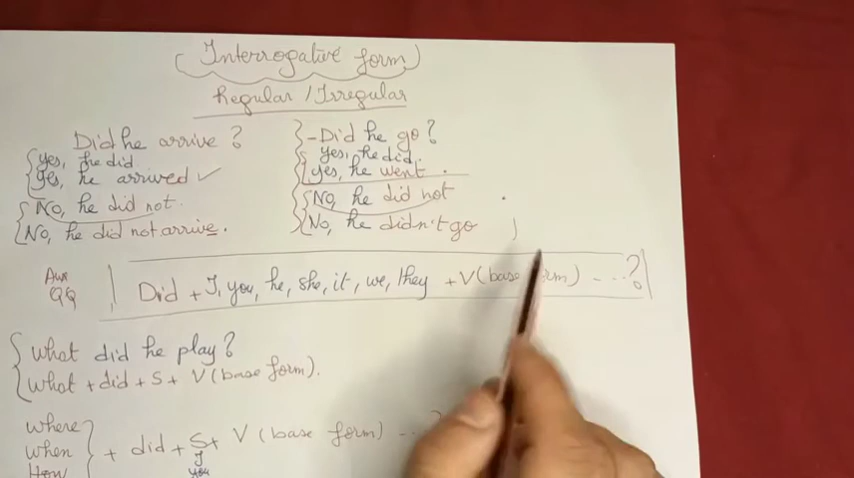 (Interrogative form)
Regular / Irregular
Did he arrive?
yes, he did.
yes, he arrived ✓
No, he did not.
No, he did not arrive.
-Did he go?
yes, he did.
yes, he went.
No, he did not
No, he didn't go
Aux
QQ
Did + I, you, he, she, it, we, they + V (base form) - ...?
what did he play?
what + did + S + V (base form).
where
when
How
+ did + S + V (base form) - ...?
I
you